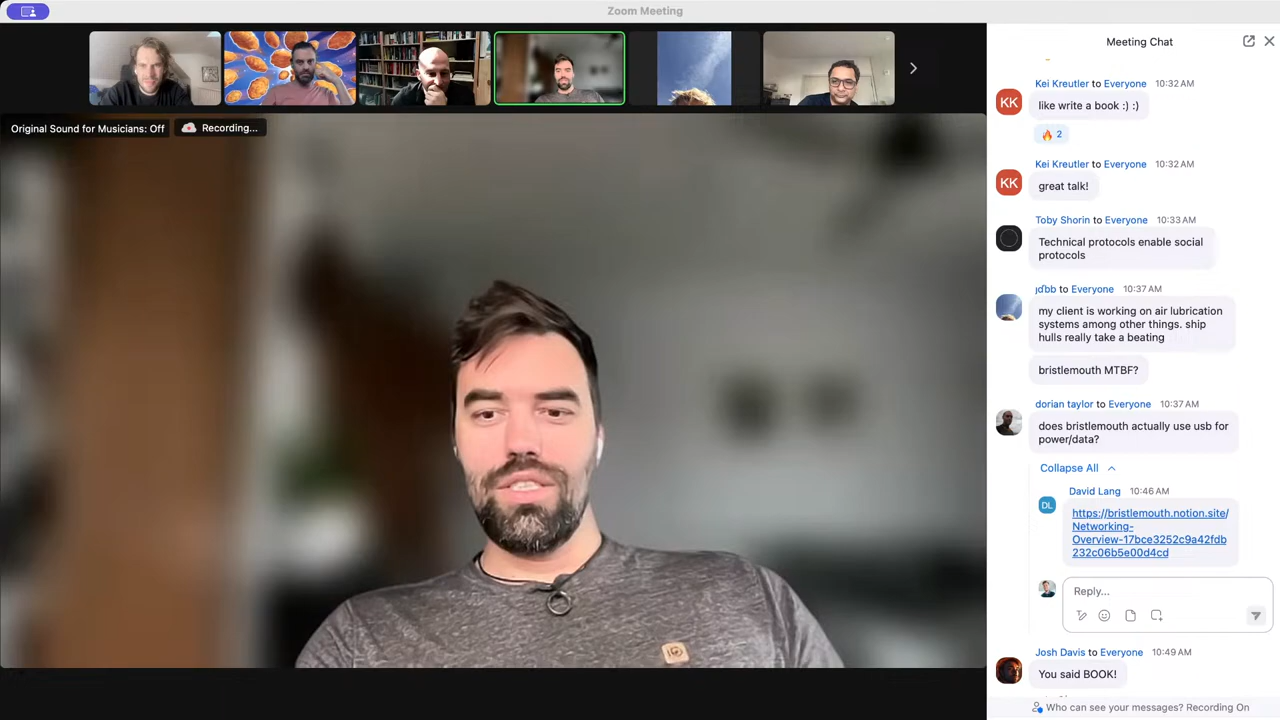 Zoom Meeting
Original Sound for Musicians: Off
Recording...
Meeting Chat
Kei Kreutler to Everyone 10:32 AM
KK
like write a book :) :)
🔥 2
Kei Kreutler to Everyone 10:32 AM
KK
great talk!
Toby Shorin to Everyone 10:33 AM
Technical protocols enable social
protocols
to Everyone 10:37 AM
my client is working on air lubrication
systems among other things. ship
hulls really take a beating
bristlemouth MTBF?
dorian taylor to Everyone 10:37 AM
does bristlemouth actually use usb for
power/data?
Collapse All
David Lang 10:46 AM
DL
https://bristlemouth.notion.site/
Networking-
Overview-17bce3252c9a42fdb
232c06b5e00d4cd
Reply...
Josh Davis to Everyone 10:49 AM
You said BOOK!
Who can see your messages? Recording On